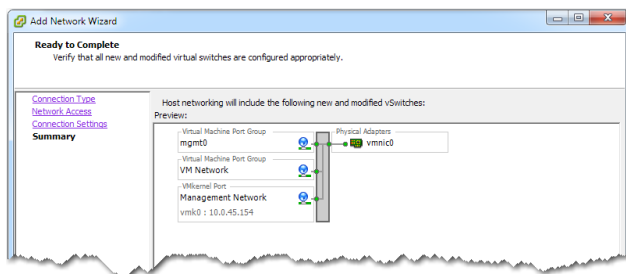 Add Network Wizard
Ready to Complete
Verify that all new and modified virtual switches are configured appropriately.
Connection Type
Network Access
Connection Settings
Summary
Host networking will include the following new and modified vSwitches:
Preview:
Virtual Machine Port Group
mgmt0
Physical Adapters
vmnic0
Virtual Machine Port Group
VM Network
VMkernel Port
Management Network
vmk0 : 10.0.45.154